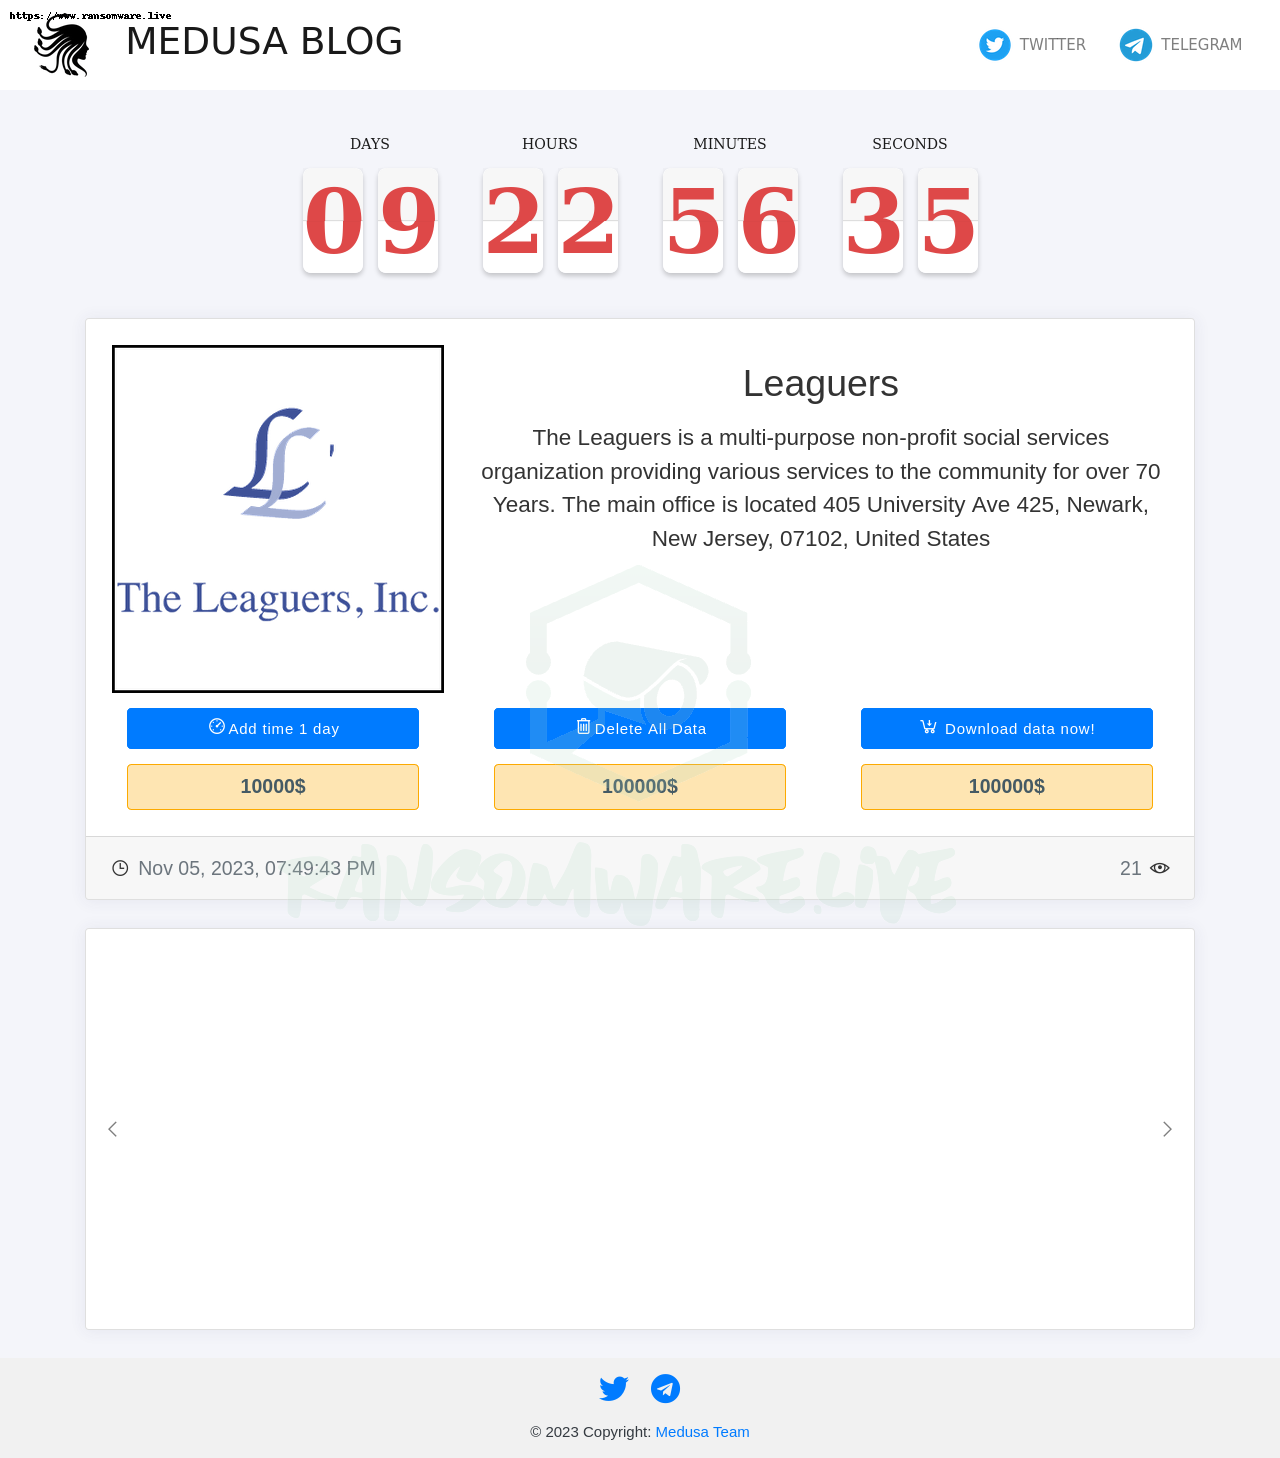 https://www.ransomware.live
MEDUSA BLOG
TWITTER
TELEGRAM
DAYS
HOURS
MINUTES
SECONDS
09
22
56
35
The Leaguers, Inc.
Leaguers
The Leaguers is a multi-purpose non-profit social services
organization providing various services to the community for over 70
Years. The main office is located 405 University Ave 425, Newark,
New Jersey, 07102, United States
Add time 1 day
Delete All Data
Download data now!
10000$
100000$
100000$
Nov 05, 2023, 07:49:43 PM
21
RANSOMWARE.LIVE
© 2023 Copyright: Medusa Team